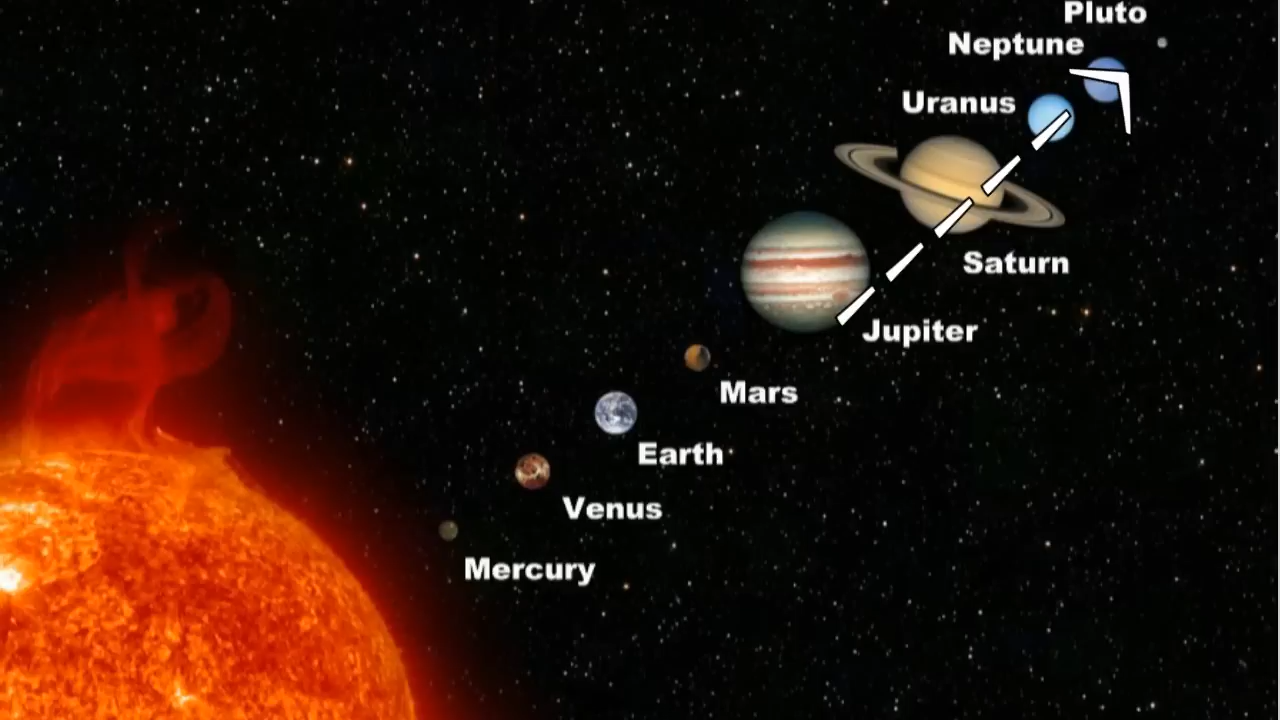 Pluto
Neptune
Uranus
Saturn
Jupiter
Mars
Earth
Venus
Mercury